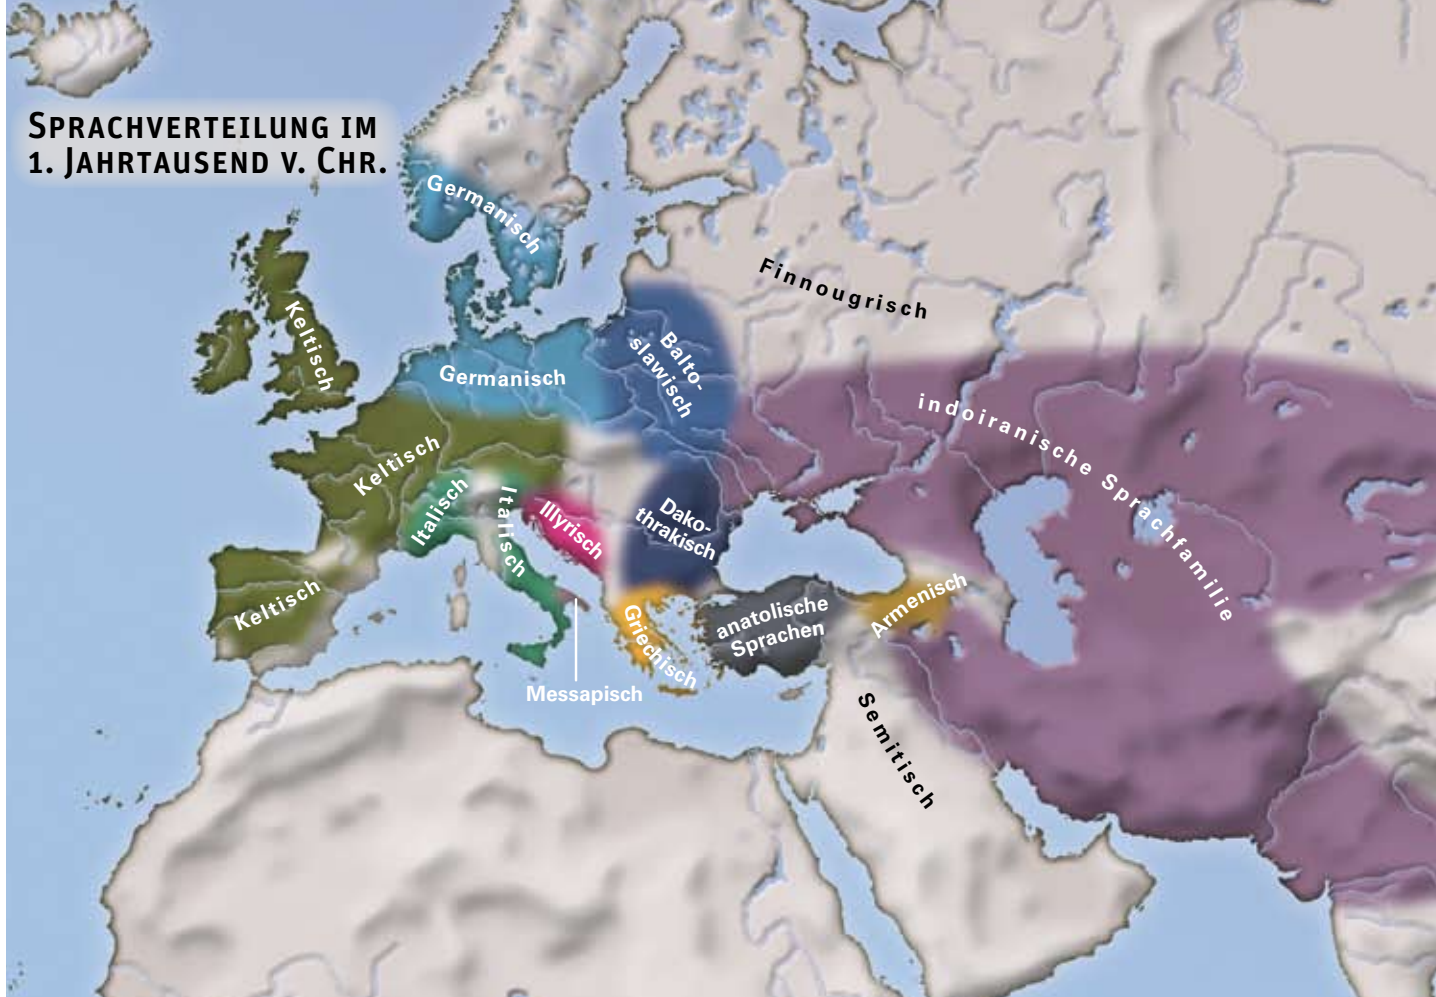 SPRACHVERTEILUNG IM
1. JAHRTAUSEND V. CHR.
Germanisch
Finnougrisch
Keltisch
Balto-
slawisch
Germanisch
indoiranische Sprachfamilie
Keltisch
Italisch
Italisch
Illyrisch
Dako-
thrakisch
Keltisch
Griechisch
anatolische
Sprachen
Armenisch
Messapisch
Semitisch